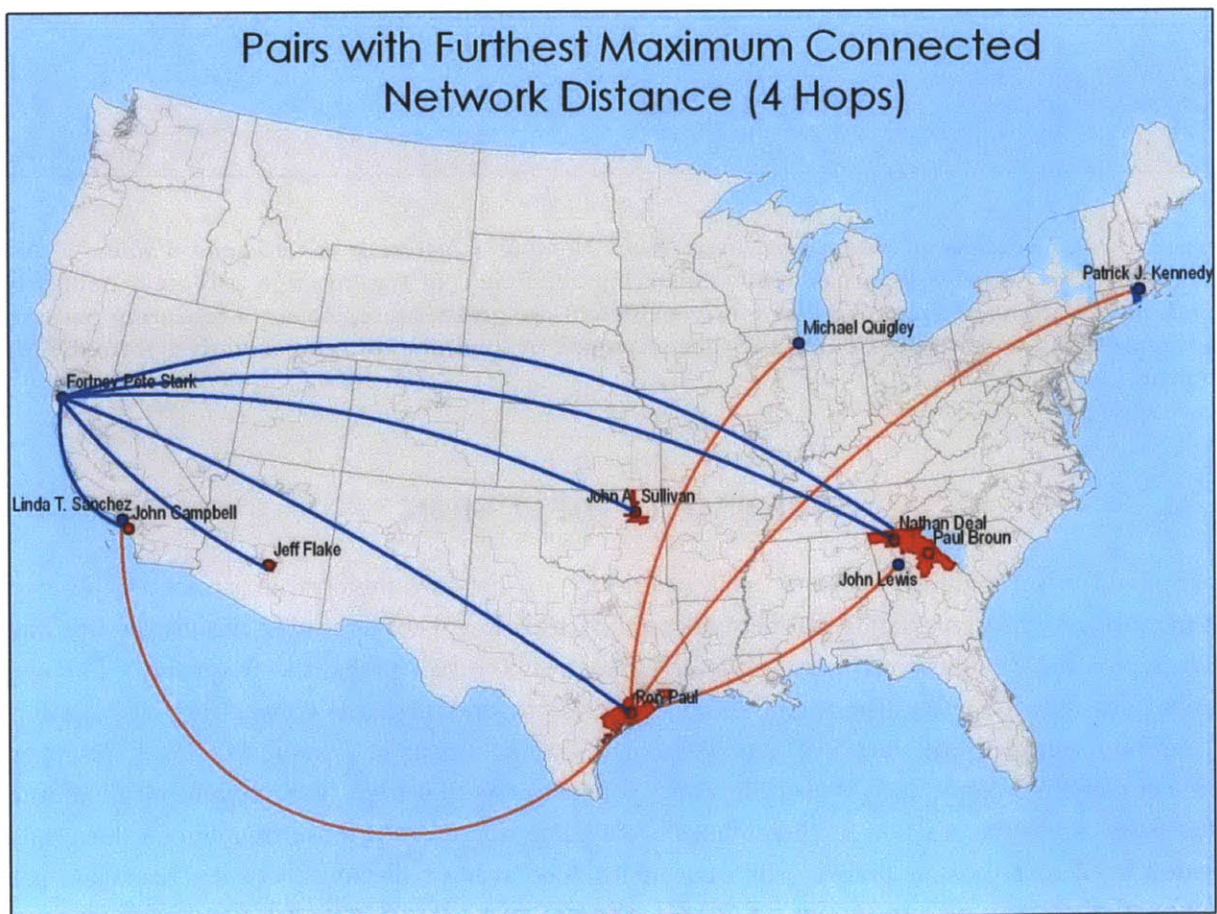 Pairs with Furthest Maximum Connected
Network Distance (4 Hops)
Patrick J. Kennedy
Michael Quigley
Fortney Pete Stark
John A. Sullivan
Linda T. Sanchez
John Campbell
Nathan Deal
Paul Broun
Jeff Flake
John Lewis
Ron Paul